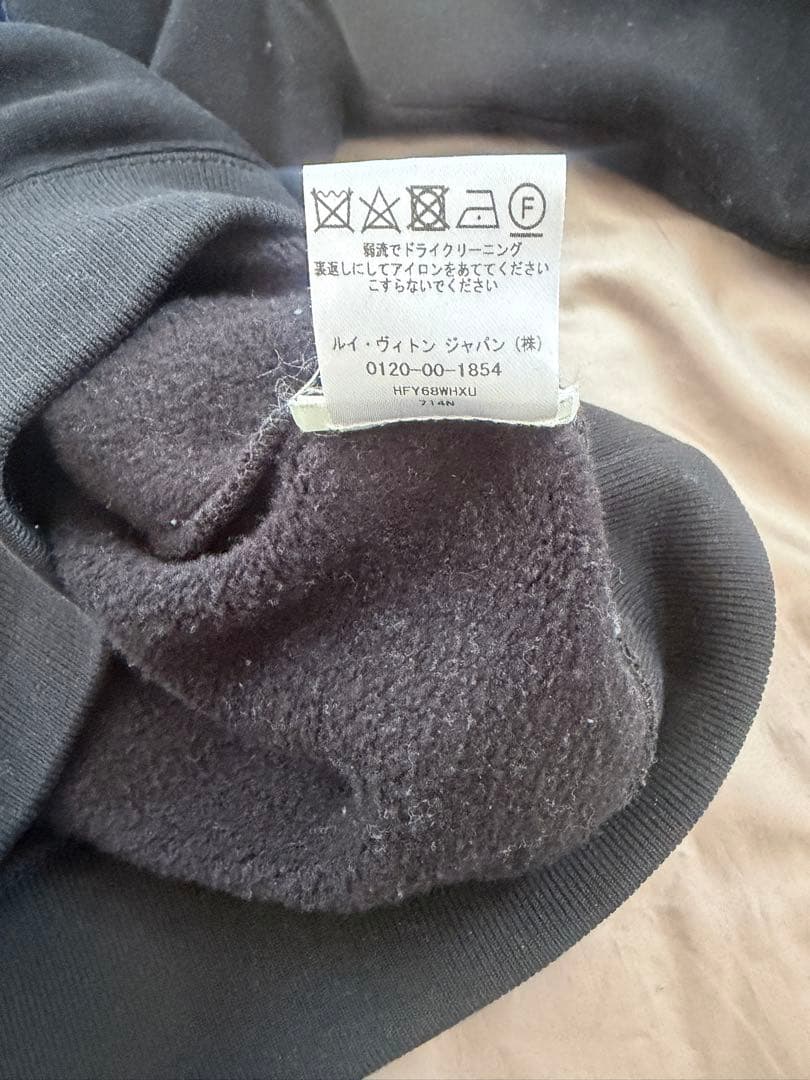 F
弱流でドライクリーニング
裏返しにしてアイロンをあててください
こすらないでください
ルイ・ヴィトン ジャパン (株)
0120-00-1854
HFY68WHXU
714N